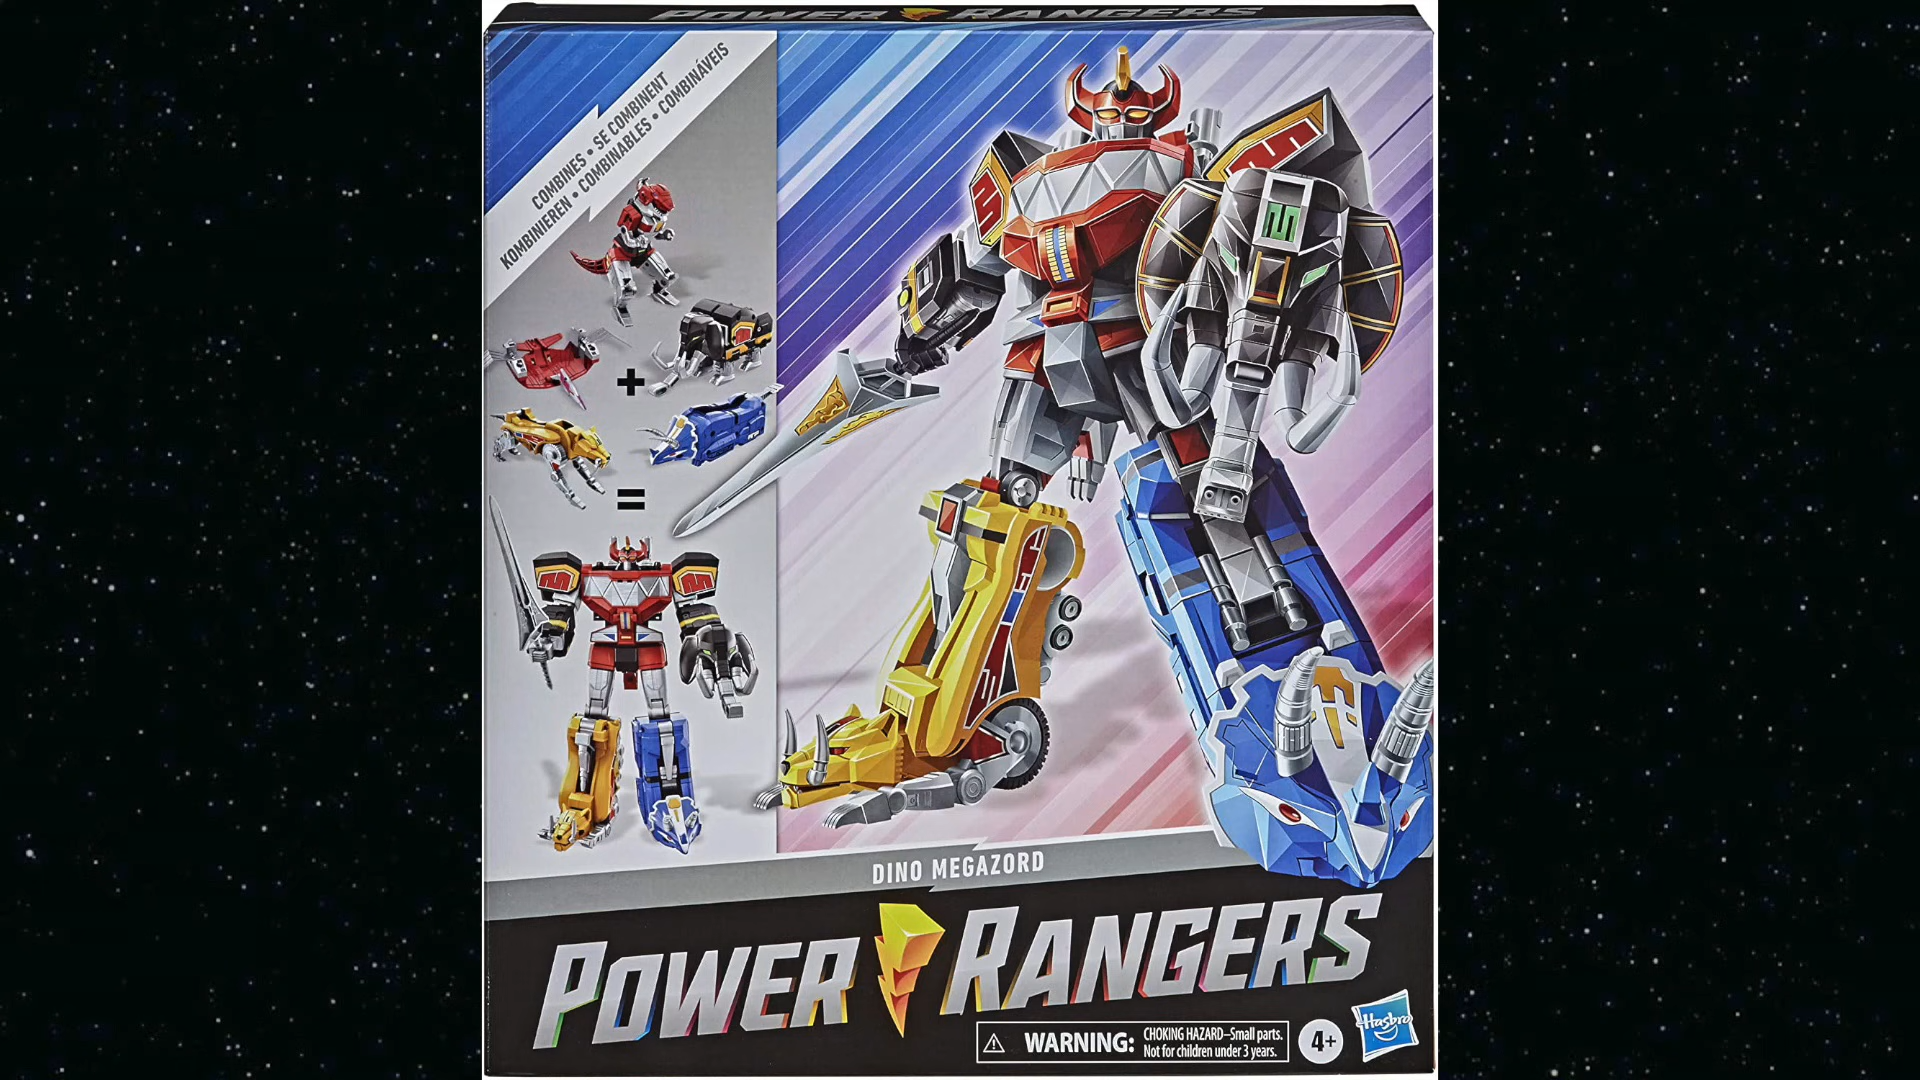 POWER RANGERS
COMBINES • SE COMBINENT
KOMBINIEREN • COMBINABLES • COMBINÁVEIS
+
=
DINO MEGAZORD
POWER RANGERS
WARNING: CHOKING HAZARD–Small parts.
Not for children under 3 years.
4+
Hasbro